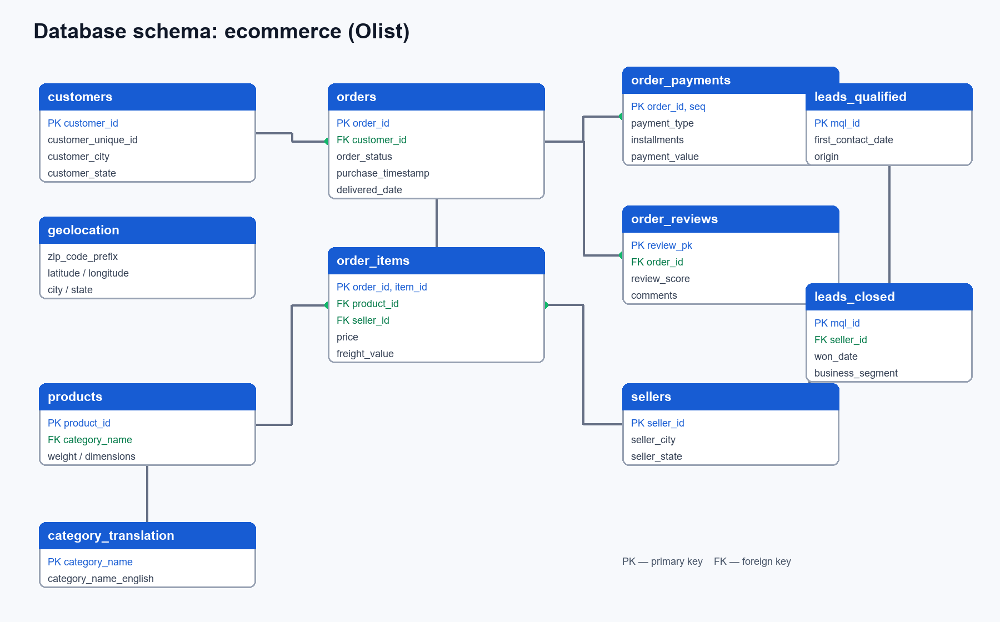 Database schema: ecommerce (Olist)
customers
PK customer_id
customer_unique_id
customer_city
customer_state
orders
PK order_id
FK customer_id
order_status
purchase_timestamp
delivered_date
order_payments
PK order_id, seq
payment_type
installments
payment_value
leads_qualified
PK mql_id
first_contact_date
origin
geolocation
zip_code_prefix
latitude / longitude
city / state
order_items
PK order_id, item_id
FK product_id
FK seller_id
price
freight_value
order_reviews
PK review_pk
FK order_id
review_score
comments
leads_closed
PK mql_id
FK seller_id
won_date
business_segment
products
PK product_id
FK category_name
weight / dimensions
sellers
PK seller_id
seller_city
seller_state
category_translation
PK category_name
category_name_english
PK — primary key FK — foreign key